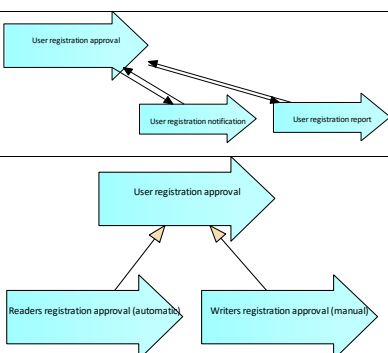 User registration approval
User registration notification
User registration report
User registration approval
Readers registration approval (automatic)
Writers registration approval (manual)